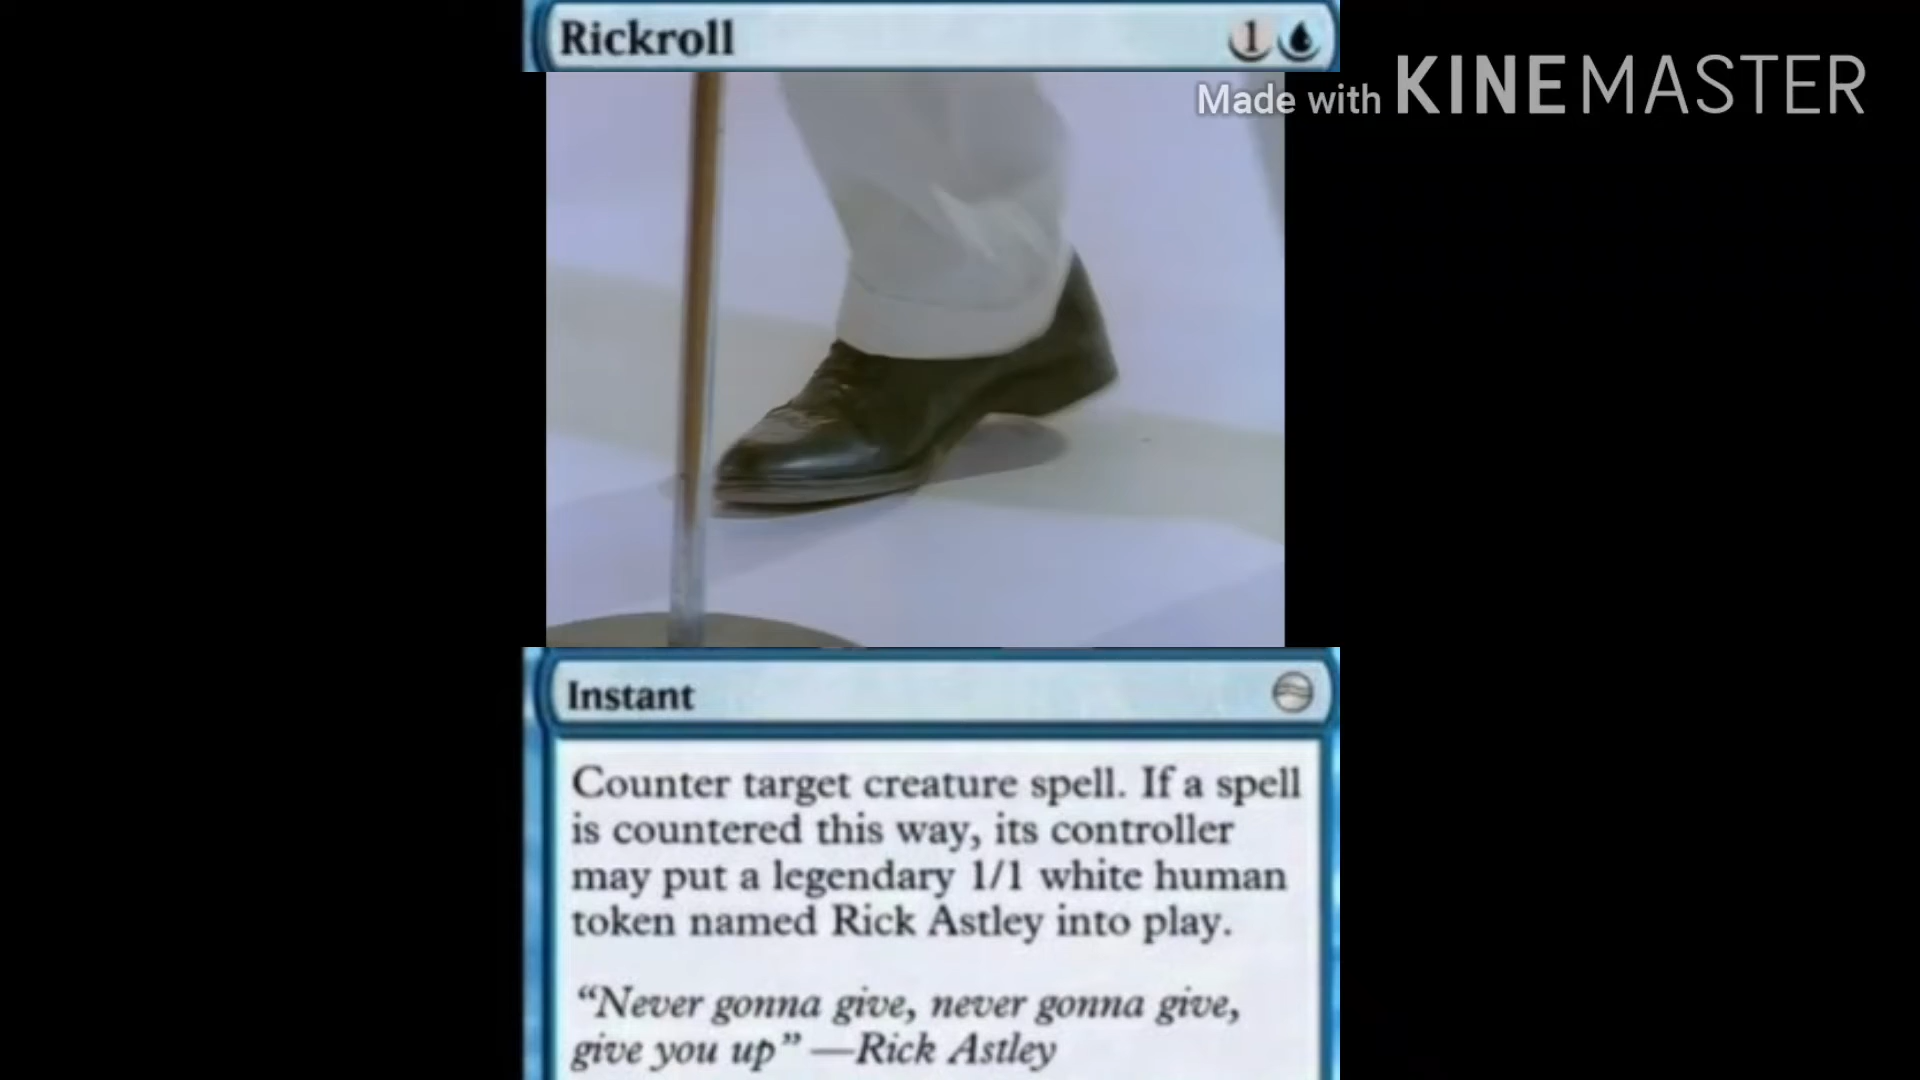 Rickroll 1
Made with KINEMASTER
Instant
Counter target creature spell. If a spell
is countered this way, its controller
may put a legendary 1/1 white human
token named Rick Astley into play.
“Never gonna give, never gonna give,
give you up” —Rick Astley